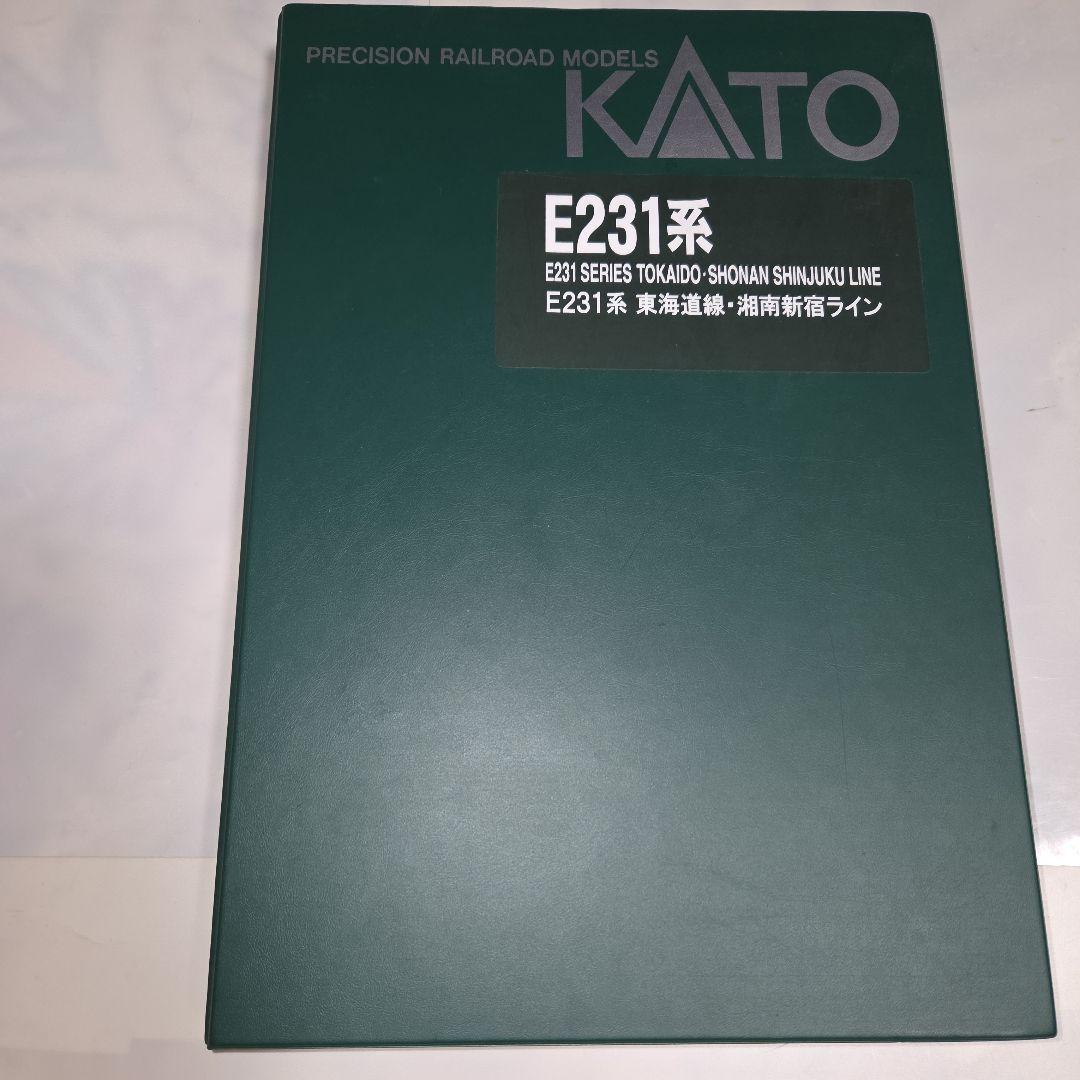 PRECISION RAILROAD MODELS
KATO
E231系
E231 SERIES TOKAIDO･SHONAN SHINJUKU LINE
E231系 東海道線･湘南新宿ライン